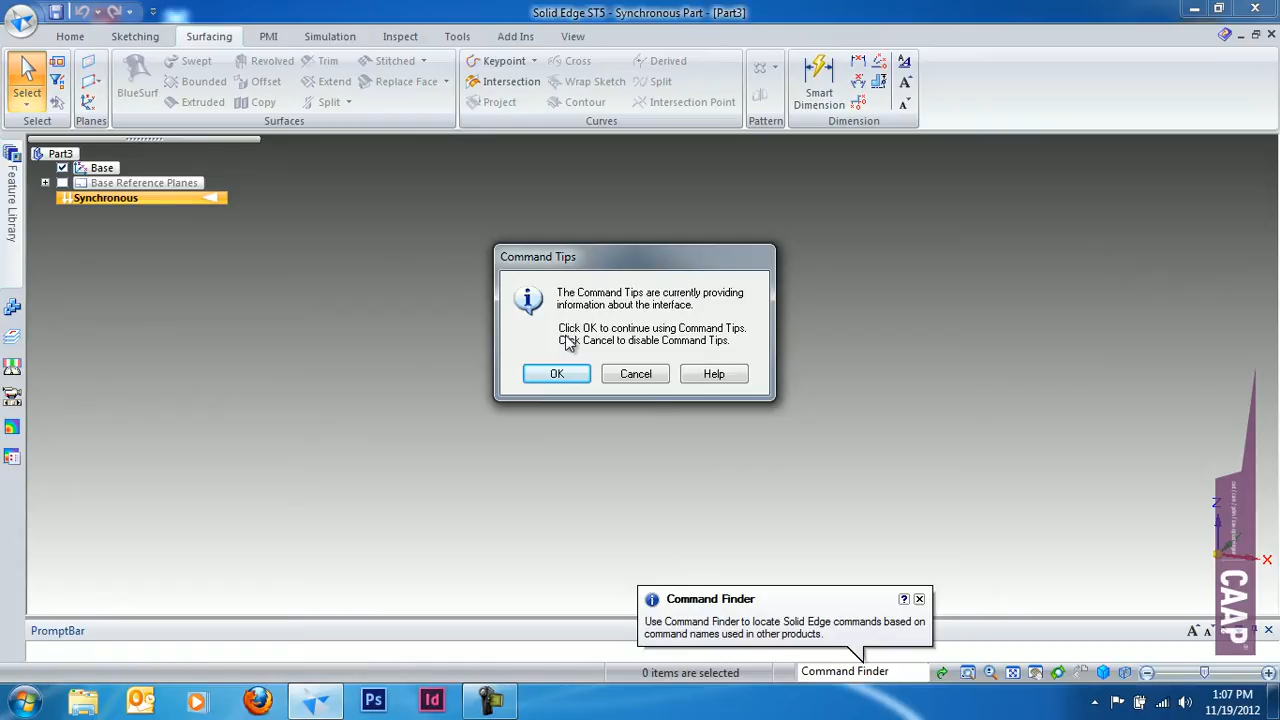 Solid Edge ST5 - Synchronous Part - [Part3]
Home Sketching Surfacing PMI Simulation Inspect Tools Add Ins View
Select
Select
Planes
BlueSurf
Swept
Bounded
Extruded
Revolved
Offset
Copy
Trim
Extend
Split
Stitched
Replace Face
Surfaces
Keypoint
Intersection
Project
Cross
Wrap Sketch
Contour
Derived
Split
Intersection Point
Curves
Pattern
Smart
Dimension
Dimension
Feature Library
Part3
Base
Base Reference Planes
Synchronous
Command Tips
The Command Tips are currently providing
information about the interface.
Click OK to continue using Command Tips.
Click Cancel to disable Command Tips.
OK Cancel Help
Z
X
CAAP
Command Finder
Use Command Finder to locate Solid Edge commands based on
command names used in other products.
PromptBar
0 items are selected
Command Finder
Ps
Id
1:07 PM
11/19/2012